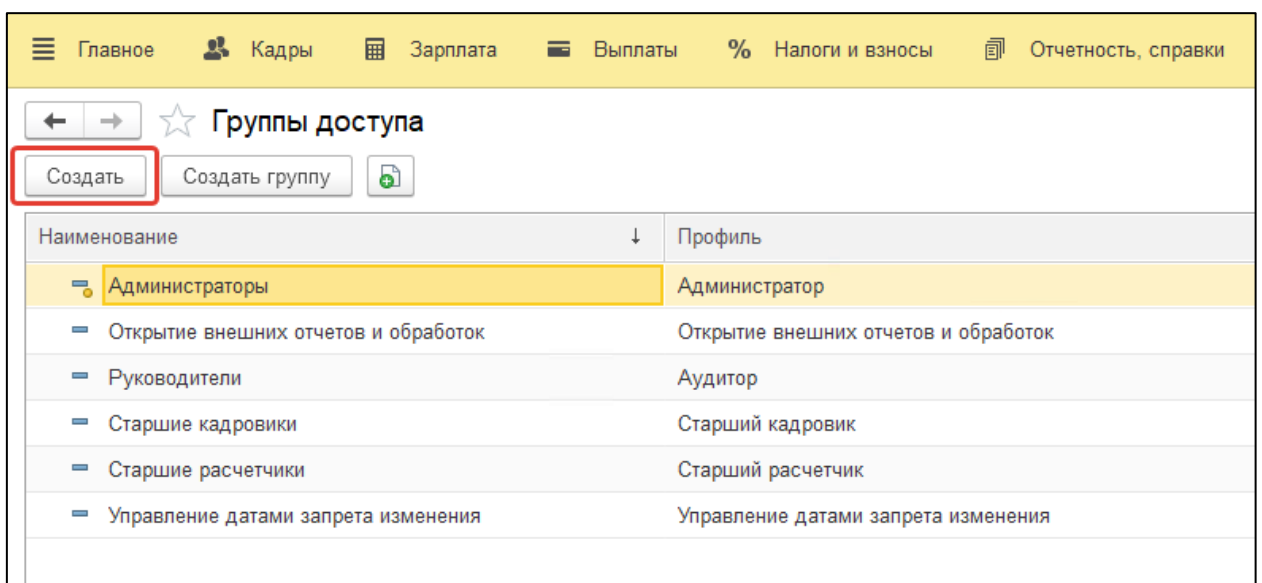 Главное Кадры Зарплата Выплаты % Налоги и взносы Отчетность, справки
Группы доступа
Создать Создать группу
Наименование ↓ Профиль
Администраторы Администратор
Открытие внешних отчетов и обработок Открытие внешних отчетов и обработок
Руководители Аудитор
Старшие кадровики Старший кадровик
Старшие расчетчики Старший расчетчик
Управление датами запрета изменения Управление датами запрета изменения